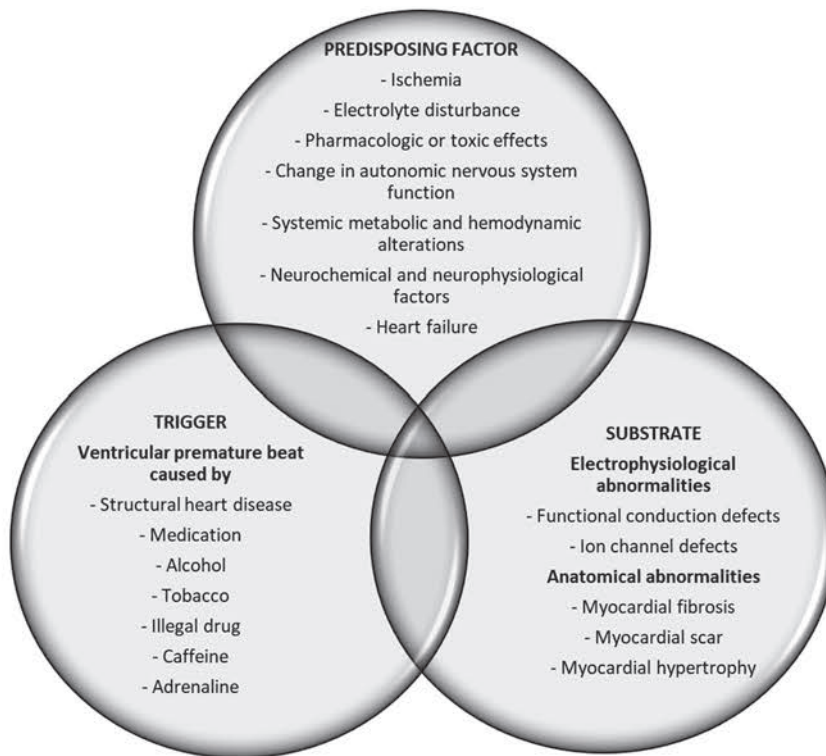 PREDISPOSING FACTOR
- Ischemia
- Electrolyte disturbance
- Pharmacologic or toxic effects
- Change in autonomic nervous system
function
- Systemic metabolic and hemodynamic
alterations
- Neurochemical and neurophysiological
factors
- Heart failure
TRIGGER
Ventricular premature beat
caused by
- Structural heart disease
- Medication
- Alcohol
- Tobacco
- Illegal drug
- Caffeine
- Adrenaline
SUBSTRATE
Electrophysiological
abnormalities
- Functional conduction defects
- Ion channel defects
Anatomical abnormalities
- Myocardial fibrosis
- Myocardial scar
- Myocardial hypertrophy